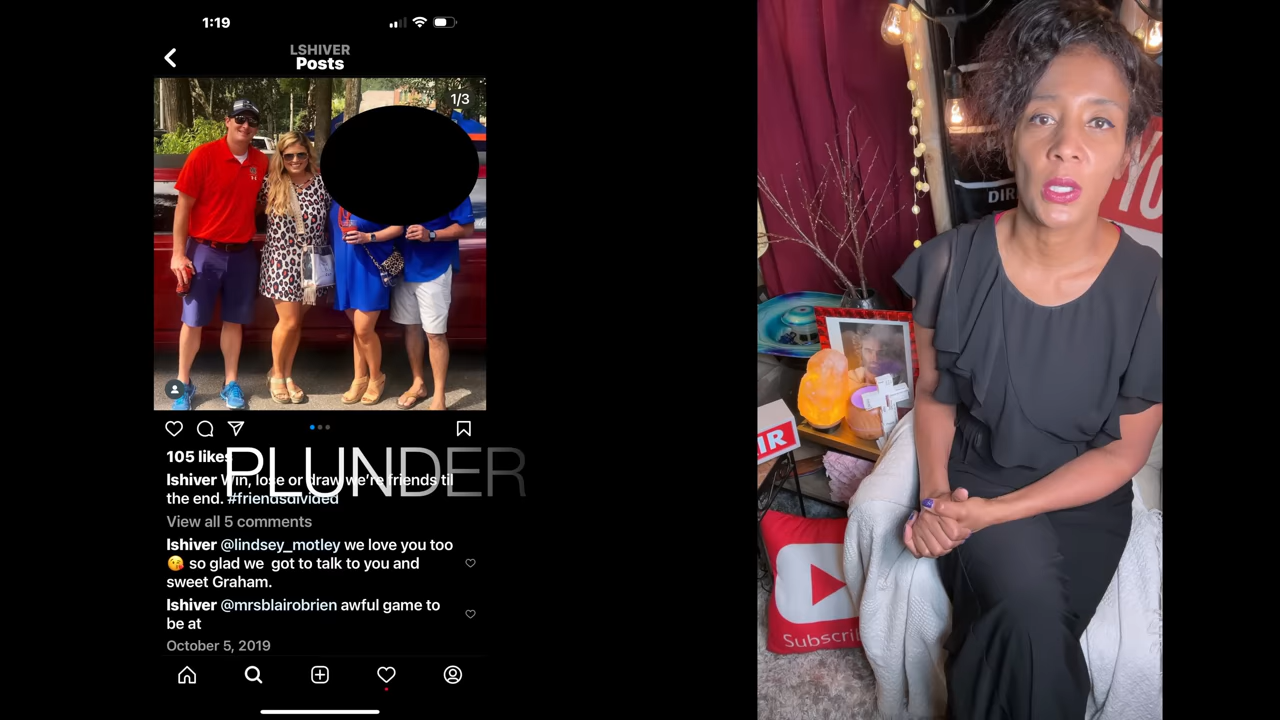 1:19
LSHIVER
Posts
1/3
105 likes
lshiver Win, lose or draw we're friends til
the end. #friendsdivided
PLUNDER
View all 5 comments
lshiver @lindsey_motley we love you too
😘 so glad we got to talk to you and
sweet Graham.
lshiver @mrsblairobrien awful game to
be at
October 5, 2019
DIR
YO
IR
Subscri